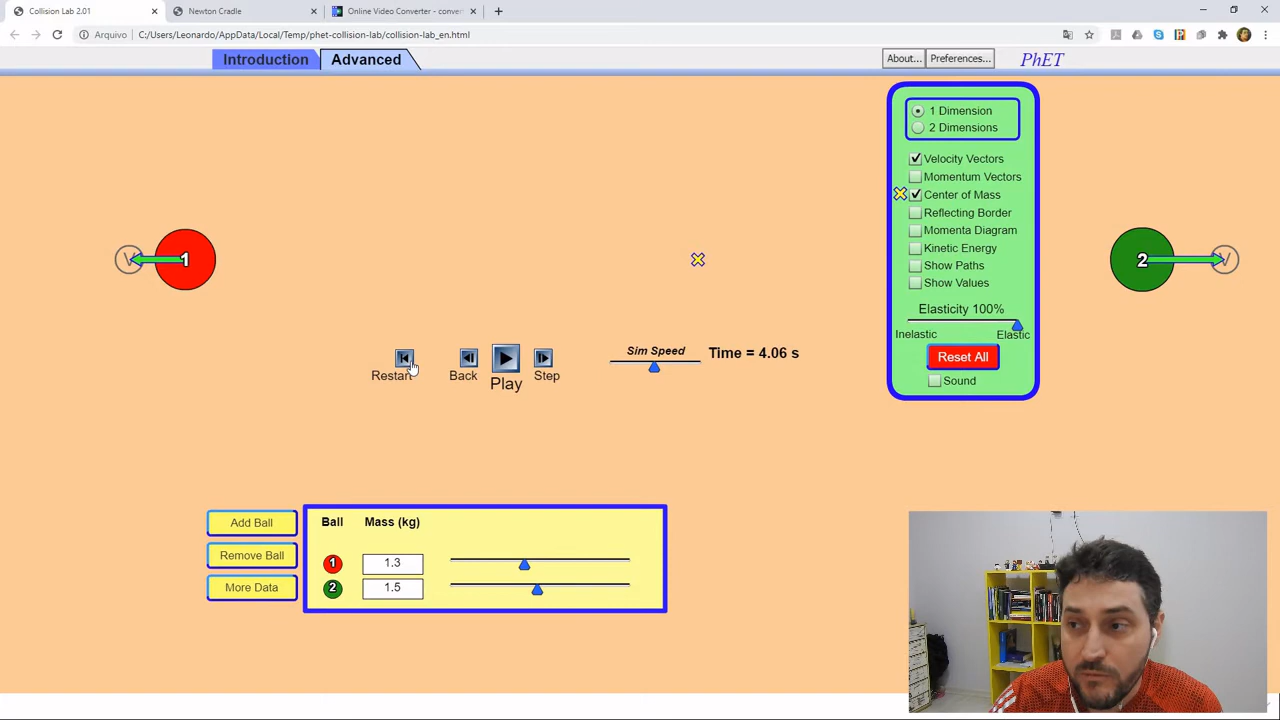 Collision Lab 2.01
Newton Cradle
Online Video Converter - conver
Arquivo
C:/Users/Leonardo/AppData/Local/Temp/phet-collision-lab/collision-lab_en.html
Introduction
Advanced
About...
Preferences...
PhET
1 Dimension
2 Dimensions
Velocity Vectors
Momentum Vectors
Center of Mass
Reflecting Border
Momenta Diagram
Kinetic Energy
Show Paths
Show Values
Elasticity 100%
Inelastic
Elastic
Reset All
Sound
V
1
2
V
Restart
Back
Play
Step
Sim Speed
Time = 4.06 s
Add Ball
Remove Ball
More Data
Ball
Mass (kg)
1
1.3
2
1.5